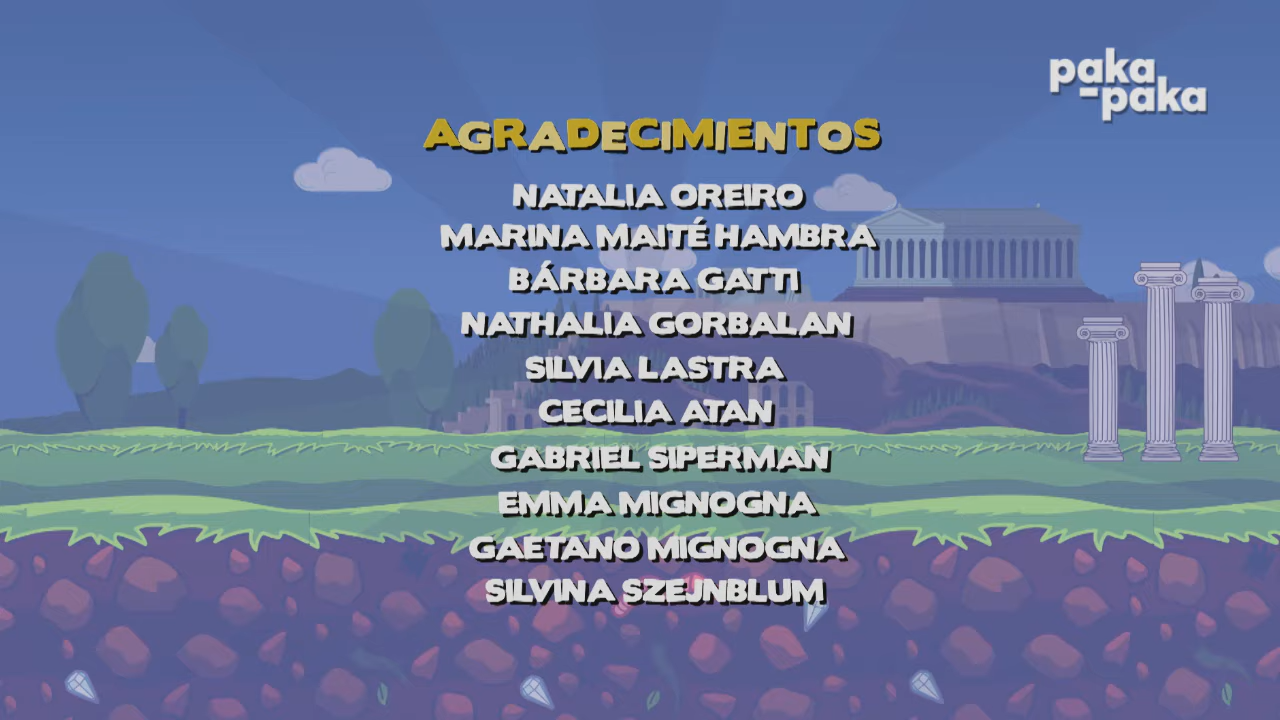 paka
-paka
AGRADECIMIENTOS
NATALIA OREIRO
MARINA MAITÉ HAMBRA
BÁRBARA GATTI
NATHALIA GORBALAN
SILVIA LASTRA
CECILIA ATAN
GABRIEL SIPERMAN
EMMA MIGNOGNA
GAETANO MIGNOGNA
SILVINA SZEJNBLUM